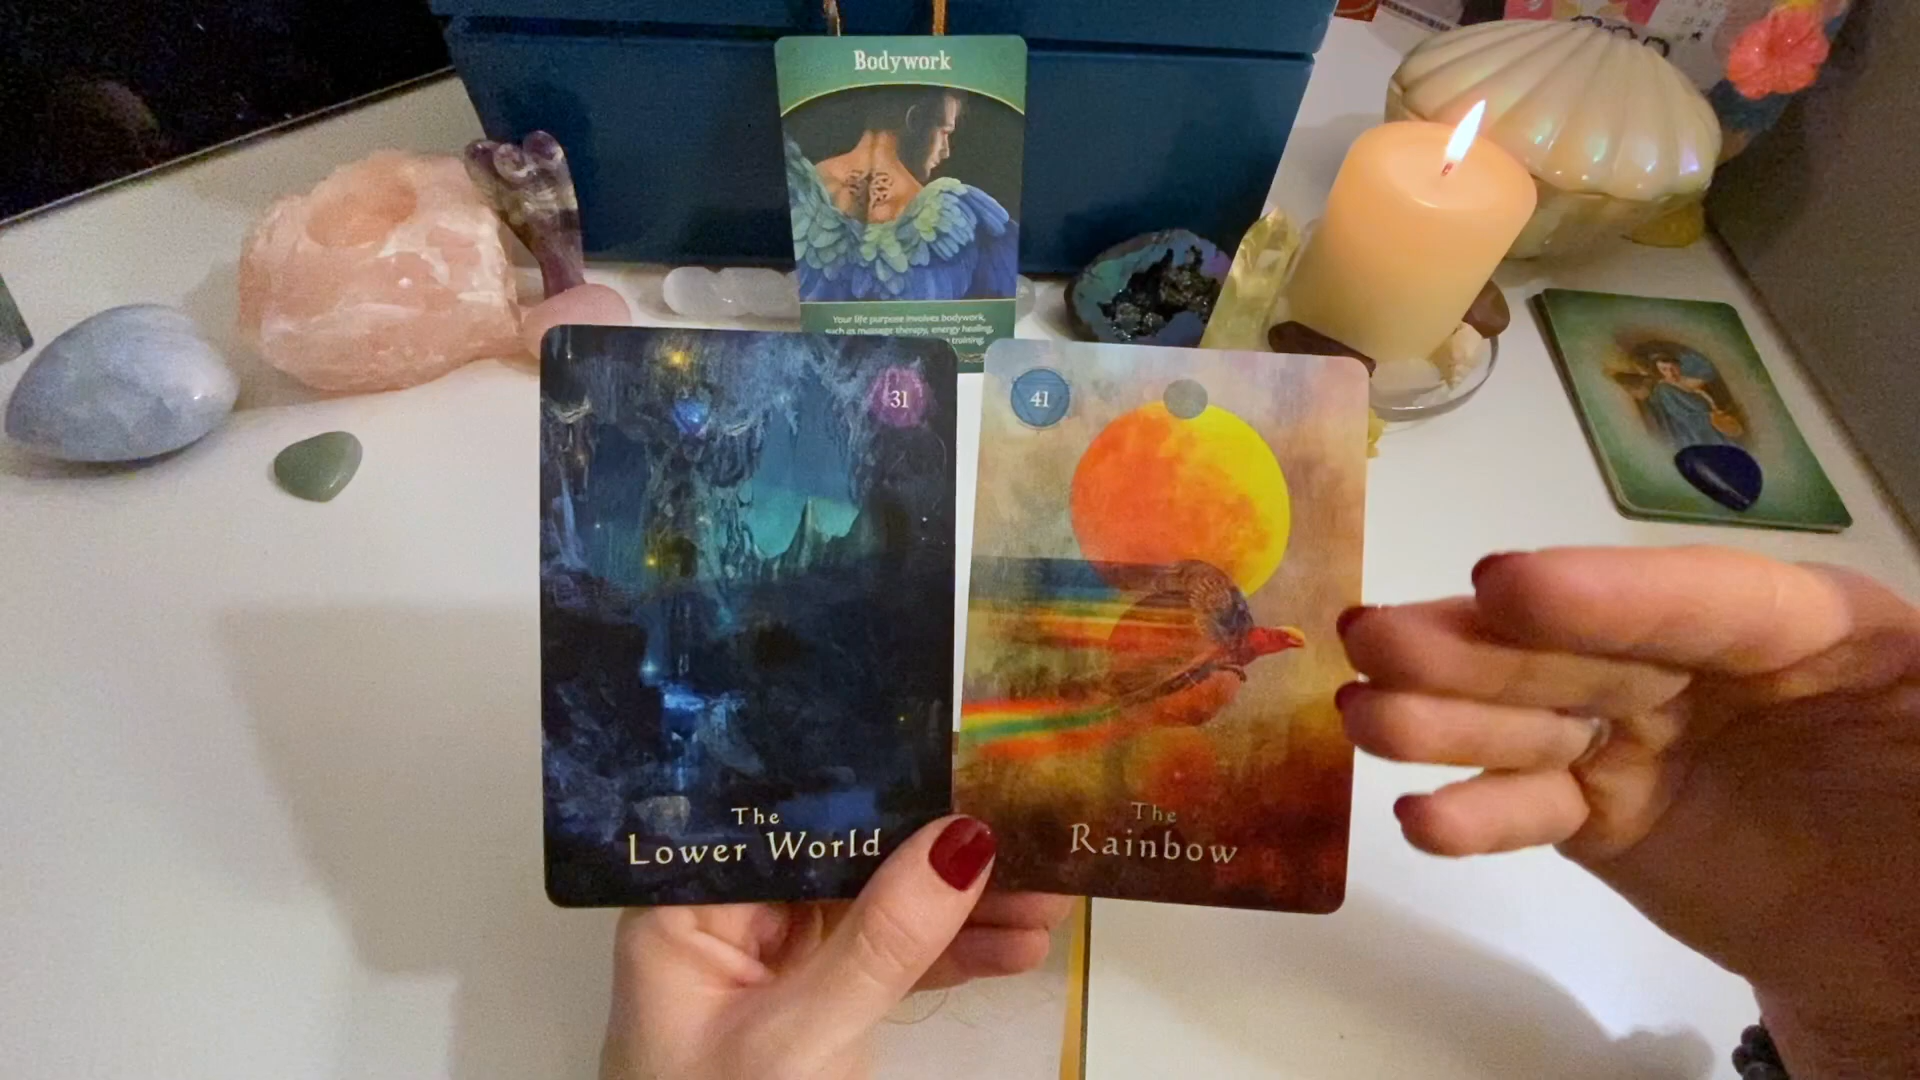 Bodywork
Your life purpose involves bodywork,
such as massage therapy, energy healing,
training.
31
The
Lower World
41
The
Rainbow